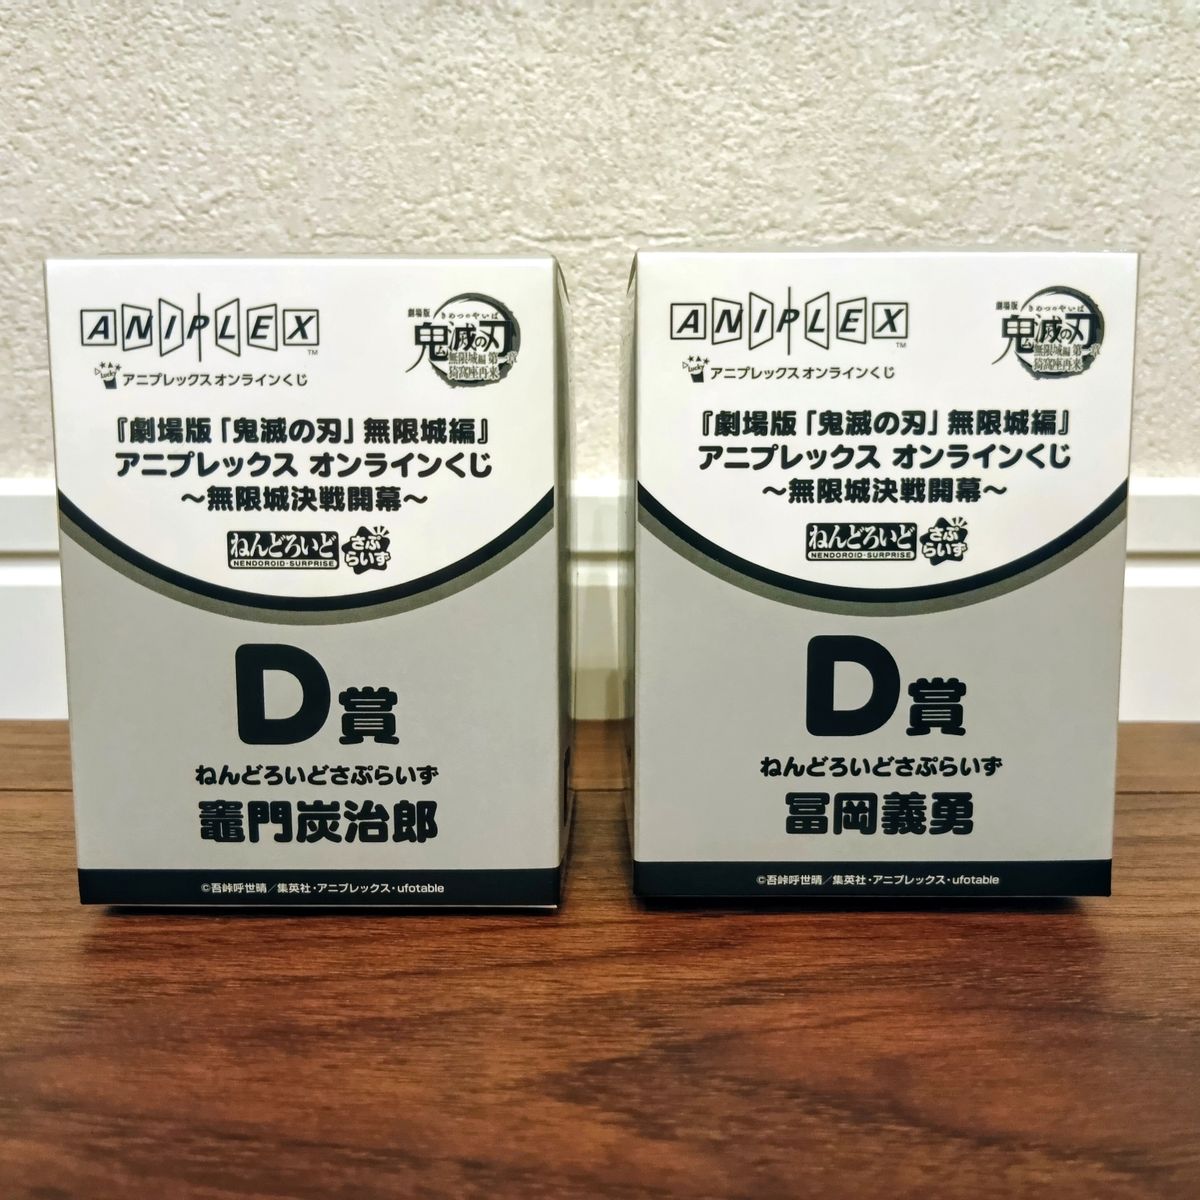 ANIPLEX™
Lucky アニプレックス オンラインくじ
劇場版 きめつのやいば
鬼滅の刃
無限城編 第一章
猗窩座再来
『劇場版「鬼滅の刃」無限城編』
アニプレックス オンラインくじ
～無限城決戦開幕～
ねんどろいど さぷらいず
NENDOROID・SURPRISE
D賞
ねんどろいどさぷらいず
竈門炭治郎
©吾峠呼世晴／集英社・アニプレックス・ufotable
ANIPLEX™
Lucky アニプレックス オンラインくじ
劇場版 きめつのやいば
鬼滅の刃
無限城編 第一章
猗窩座再来
『劇場版「鬼滅の刃」無限城編』
アニプレックス オンラインくじ
～無限城決戦開幕～
ねんどろいど さぷらいず
NENDOROID・SURPRISE
D賞
ねんどろいどさぷらいず
冨岡義勇
©吾峠呼世晴／集英社・アニプレックス・ufotable